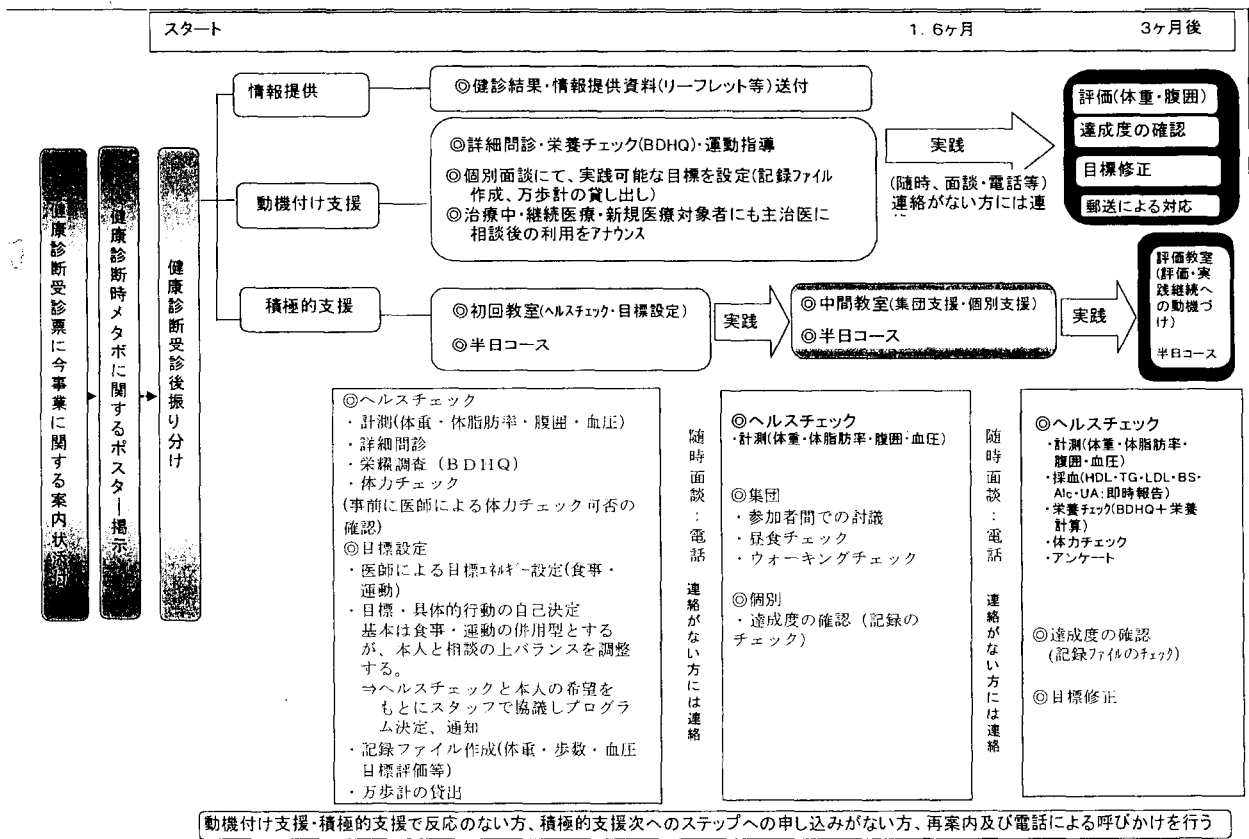 スタート
1. 6ヶ月
3ヶ月後
健康診断受診票に今事業に関する案内状
健康診断時メタボに関するポスター掲示
健康診断受診後振り分け
情報提供
◎健診結果・情報提供資料(リーフレット等)送付
動機付け支援
◎詳細問診・栄養チェック(BDHQ)・運動指導
◎個別面談にて、実践可能な目標を設定(記録ファイル
作成、万歩計の貸し出し)
◎治療中・継続医療・新規医療対象者にも主治医に
相談後の利用をアナウンス
実践
(随時、面談・電話等)
連絡がない方には連
評価(体重・腹囲)
達成度の確認
目標修正
郵送による対応
積極的支援
◎初回教室(ヘルスチェック・目標設定)
◎半日コース
実践
◎中間教室(集団支援・個別支援)
◎半日コース
実践
評価教室
(評価・実
践継続へ
の動機づ
け)
半日コース
◎ヘルスチェック
・計測(体重・体脂肪率・腹囲・血圧)
・詳細問診
・栄養調査(BDHQ)
・体力チェック
(事前に医師による体力チェック可否の
確認)
◎目標設定
・医師による目標エネルギー設定(食事・
運動)
・目標・具体的行動の自己決定
基本は食事・運動の併用型とする
が、本人と相談の上バランスを調整
する。
⇒ヘルスチェックと本人の希望を
もとにスタッフで協議しプログラ
ム決定、通知
・記録ファイル作成(体重・歩数・血圧
目標評価等)
・万歩計の貸出
随時面談:電話
連絡がない方には連絡
◎ヘルスチェック
・計測(体重・体脂肪率・腹囲・血圧)
◎集団
・参加者間での討議
・昼食チェック
・ウォーキングチェック
◎個別
・達成度の確認(記録の
チェック)
随時面談:電話
連絡がない方には連絡
◎ヘルスチェック
・計測(体重・体脂肪率・
腹囲・血圧)
・採血(HDL・TG・LDL・BS・
A1c・UA:即時報告)
・栄養チェック(BDHQ+栄養
計算)
・体力チェック
・アンケート
◎達成度の確認
(記録ファイルのチェック)
◎目標修正
動機付け支援・積極的支援で反応のない方、積極的支援次へのステップへの申し込みがない方、再案内及び電話による呼びかけを行う